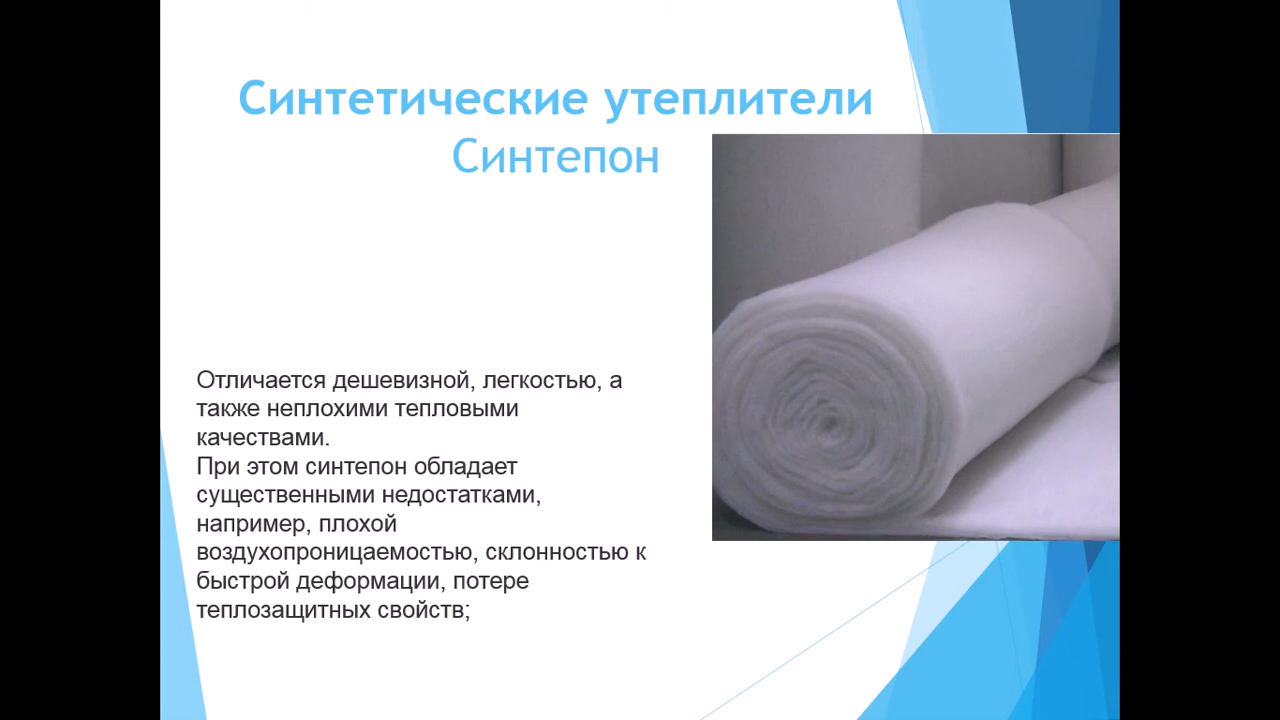 Синтетические утеплители
Синтепон
Отличается дешевизной, легкостью, а
также неплохими тепловыми
качествами.
При этом синтепон обладает
существенными недостатками,
например, плохой
воздухопроницаемостью, склонностью к
быстрой деформации, потере
теплозащитных свойств;